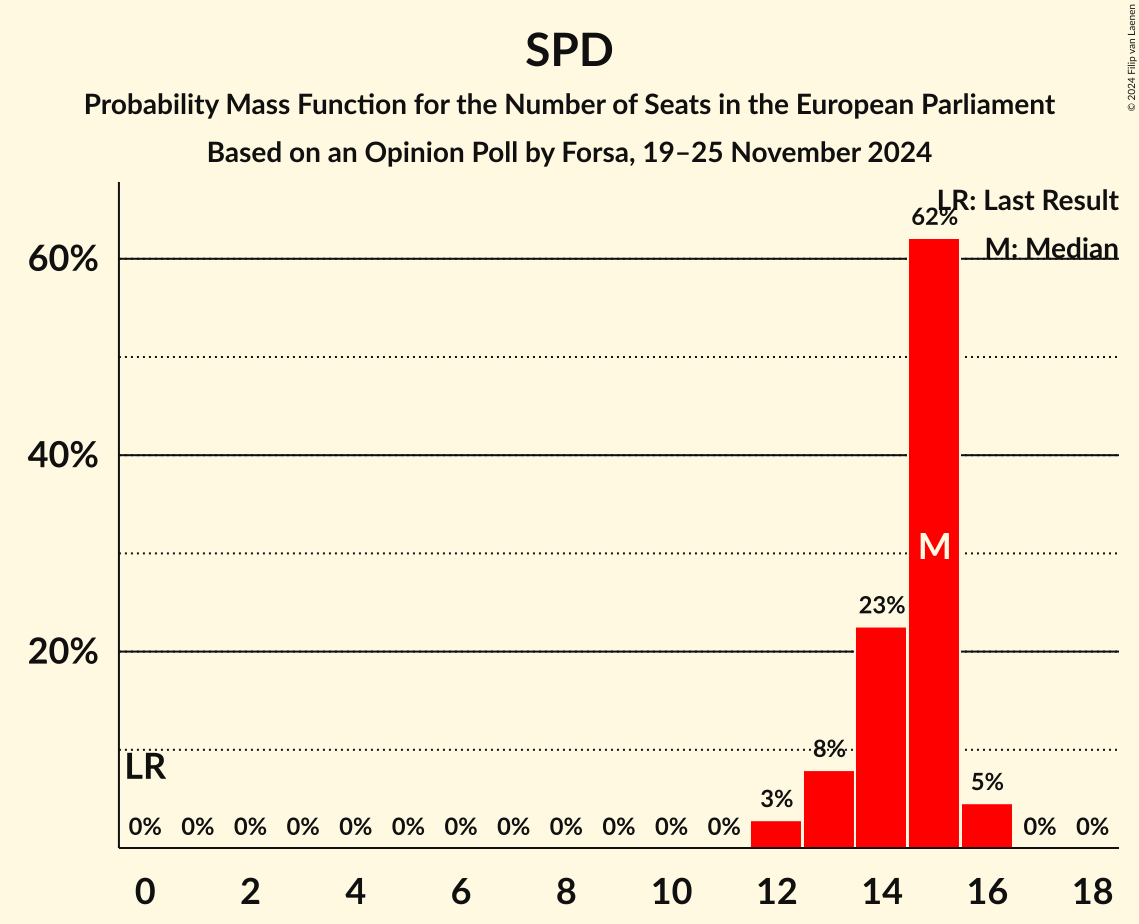 SPD
Probability Mass Function for the Number of Seats in the European Parliament
Based on an Opinion Poll by Forsa, 19–25 November 2024
© 2024 Filip van Laenen
LR: Last Result
M: Median
60%
40%
20%
62%
M
23%
8%
3%
5%
LR
0% 0% 0% 0% 0% 0% 0% 0% 0% 0% 0% 0% 0% 0%
0 2 4 6 8 10 12 14 16 18